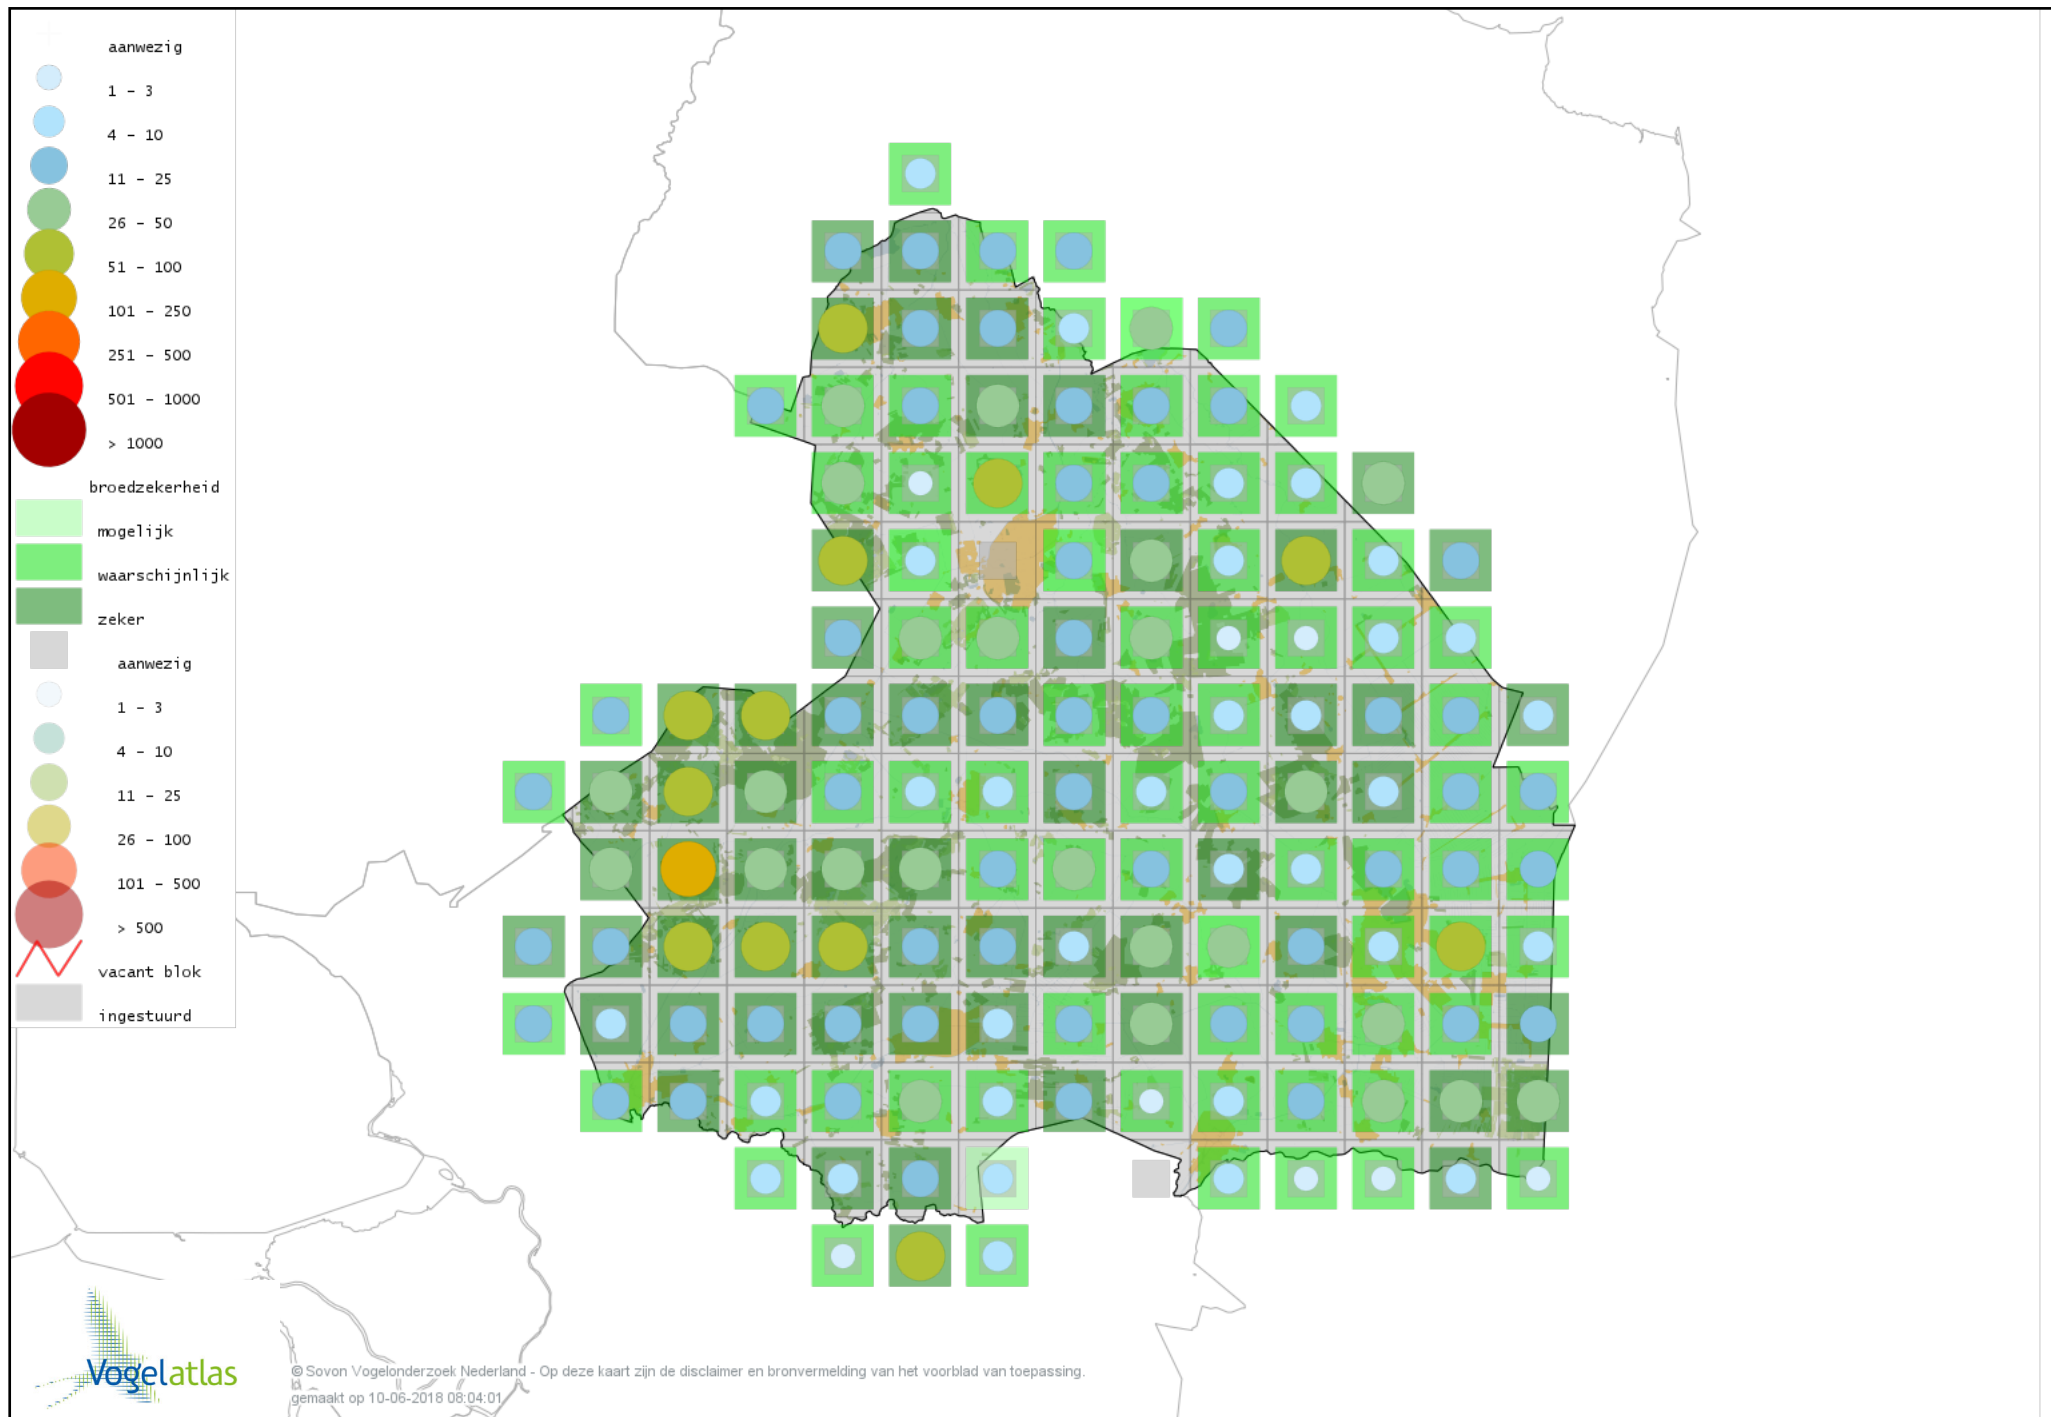 aanwezig
1 - 3
4 - 10
11 - 25
26 - 50
51 - 100
101 - 250
251 - 500
501 - 1000
> 1000
broedzekerheid
mogelijk
waarschijnlijk
zeker
aanwezig
1 - 3
4 - 10
11 - 25
26 - 100
101 - 500
> 500
vacant blok
ingestuurd
Vogelatlas
© Sovon Vogelonderzoek Nederland - Op deze kaart zijn de disclaimer en bronvermelding van het voorblad van toepassing.
gemaakt op 10-06-2018 08:04:01